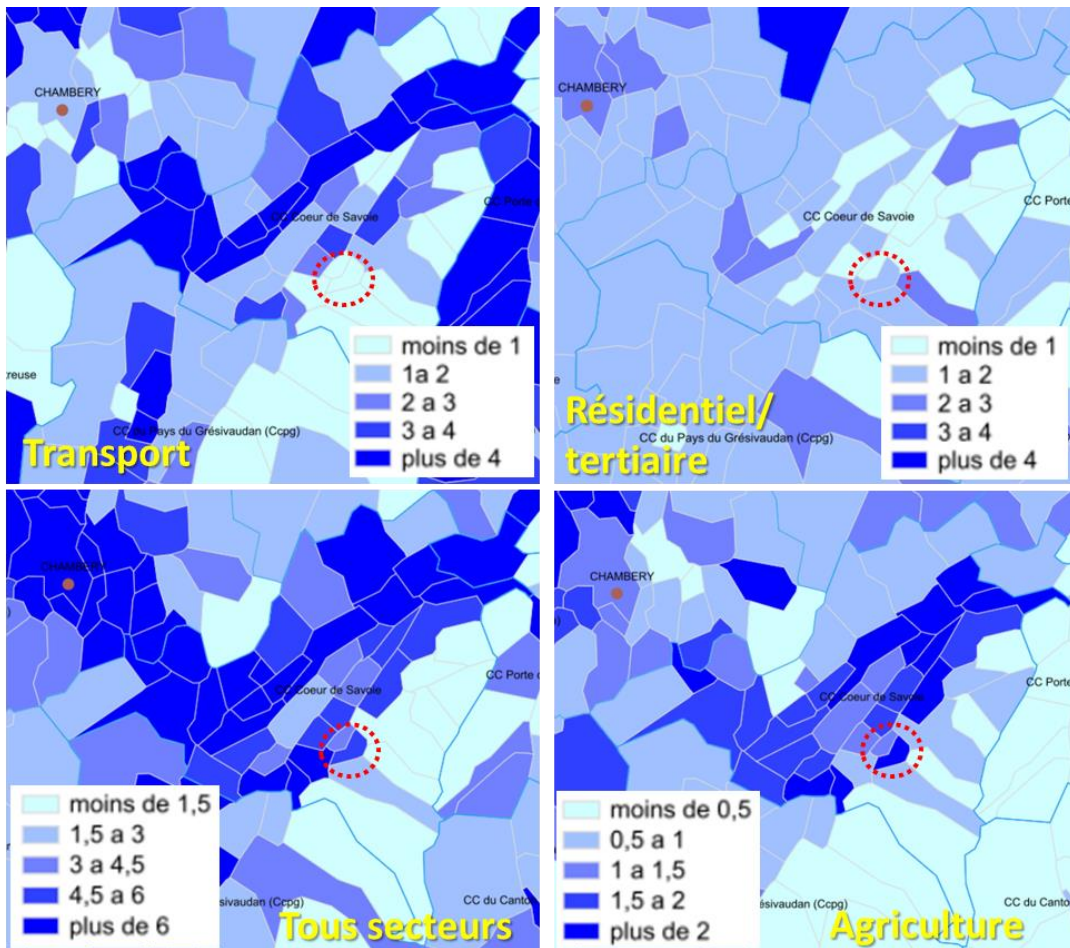 CHAMBERY
CC Coeur de Savoie
CC Porte d
treuse
CC du Pays du Grésivaudan (Ccpg)
Transport
moins de 1
1a 2
2 a 3
3 a 4
plus de 4
CHAMBERY
CC Coeur de Savoie
CC Porte
e
CC du Pays du Grésivaudan (Ccpg)
Résidentiel/
tertiaire
moins de 1
1 a 2
2 a 3
3 a 4
plus de 4
CHAMBERY
)
CC Coeur de Savoie
CC Porte d
moins de 1,5
1,5 a 3
3 a 4,5
4,5 a 6
plus de 6
ésivaudan (Ccpg)
CC du Canto
Tous secteurs
CHAMBERY
)
CC Coeur de Savoie
CC Porte
moins de 0,5
0,5 a 1
1 a 1,5
1,5 a 2
plus de 2
ésivaudan (Ccpg)
CC du Can
Agriculture